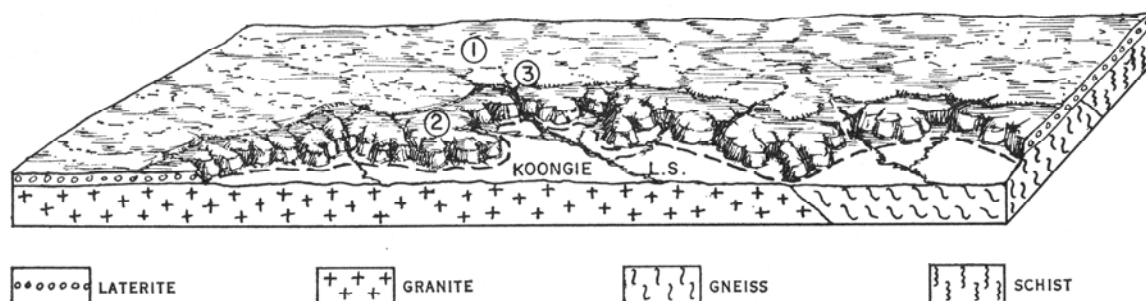 ①
③
②
KOONGIE L.S.
LATERITE GRANITE GNEISS SCHIST